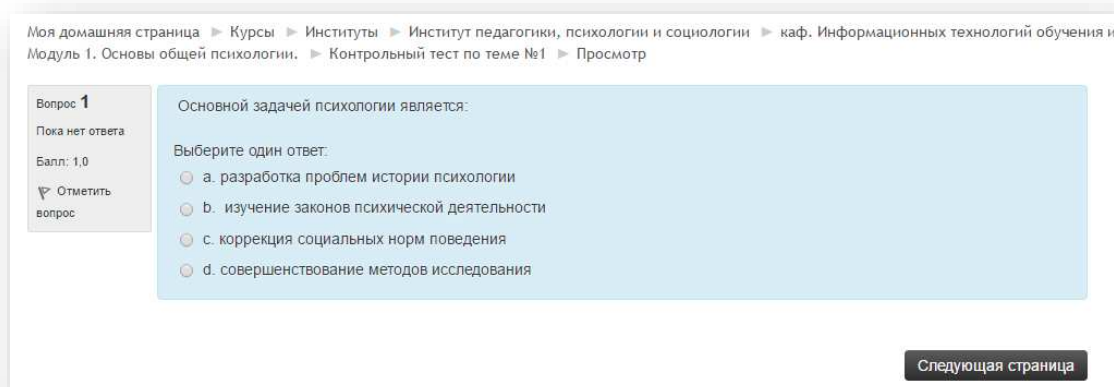 Моя домашняя страница ► Курсы ► Институты ► Институт педагогики, психологии и социологии ► каф. Информационных технологий обучения и
Модуль 1. Основы общей психологии. ► Контрольный тест по теме №1 ► Просмотр
Вопрос 1
Пока нет ответа
Балл: 1,0
Отметить
вопрос
Основной задачей психологии является:
Выберите один ответ:
a. разработка проблем истории психологии
b. изучение законов психической деятельности
c. коррекция социальных норм поведения
d. совершенствование методов исследования
Следующая страница